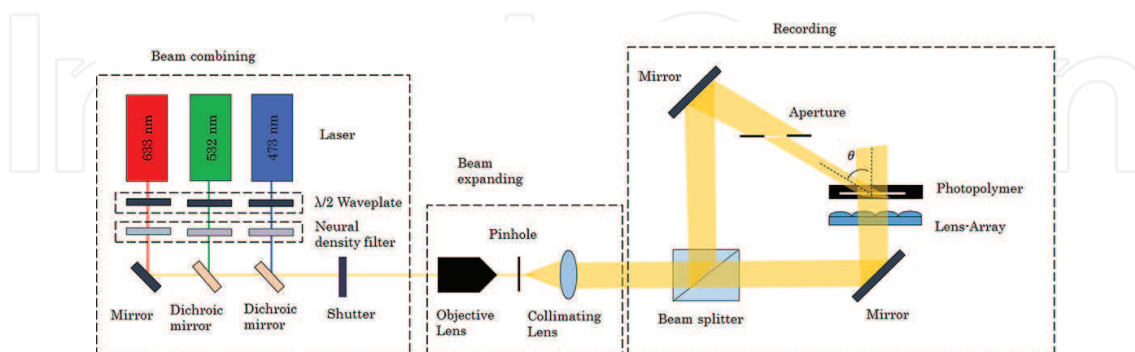 Recording
Beam combining
633 nm
532 nm
473 nm
Laser
λ/2 Waveplate
Neural
density filter
Mirror
Dichroic
mirror
Dichroic
mirror
Shutter
Beam
expanding
Pinhole
Objective
Lens
Collimating
Lens
Mirror
Aperture
θ
Photopolymer
Lens-Array
Beam splitter
Mirror